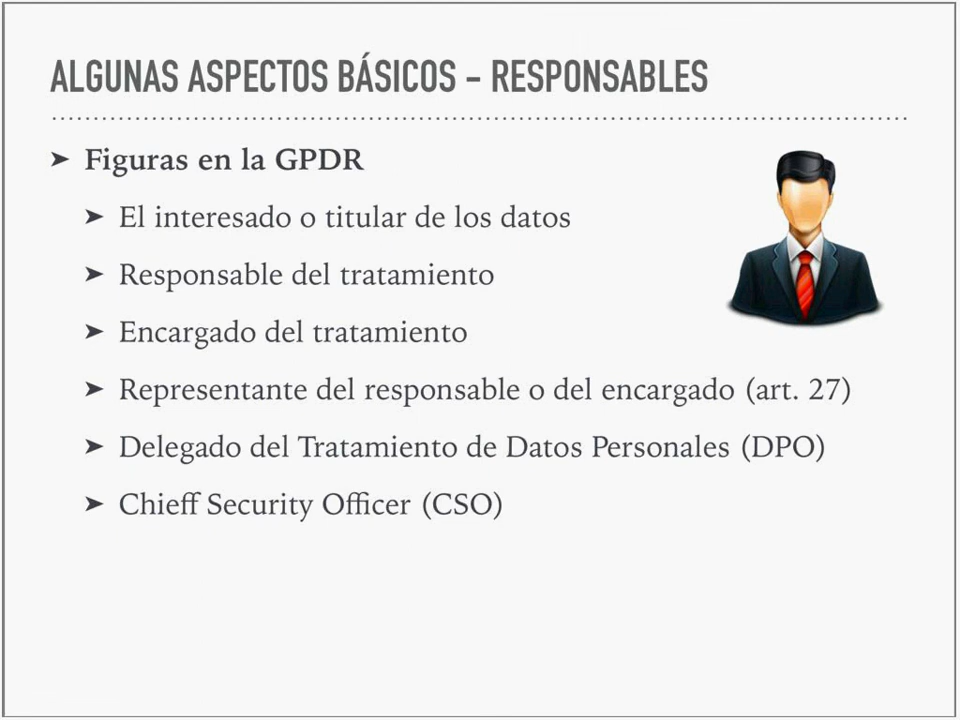 ALGUNAS ASPECTOS BÁSICOS - RESPONSABLES
➤ Figuras en la GPDR
➤ El interesado o titular de los datos
➤ Responsable del tratamiento
➤ Encargado del tratamiento
➤ Representante del responsable o del encargado (art. 27)
➤ Delegado del Tratamiento de Datos Personales (DPO)
➤ Chieff Security Officer (CSO)